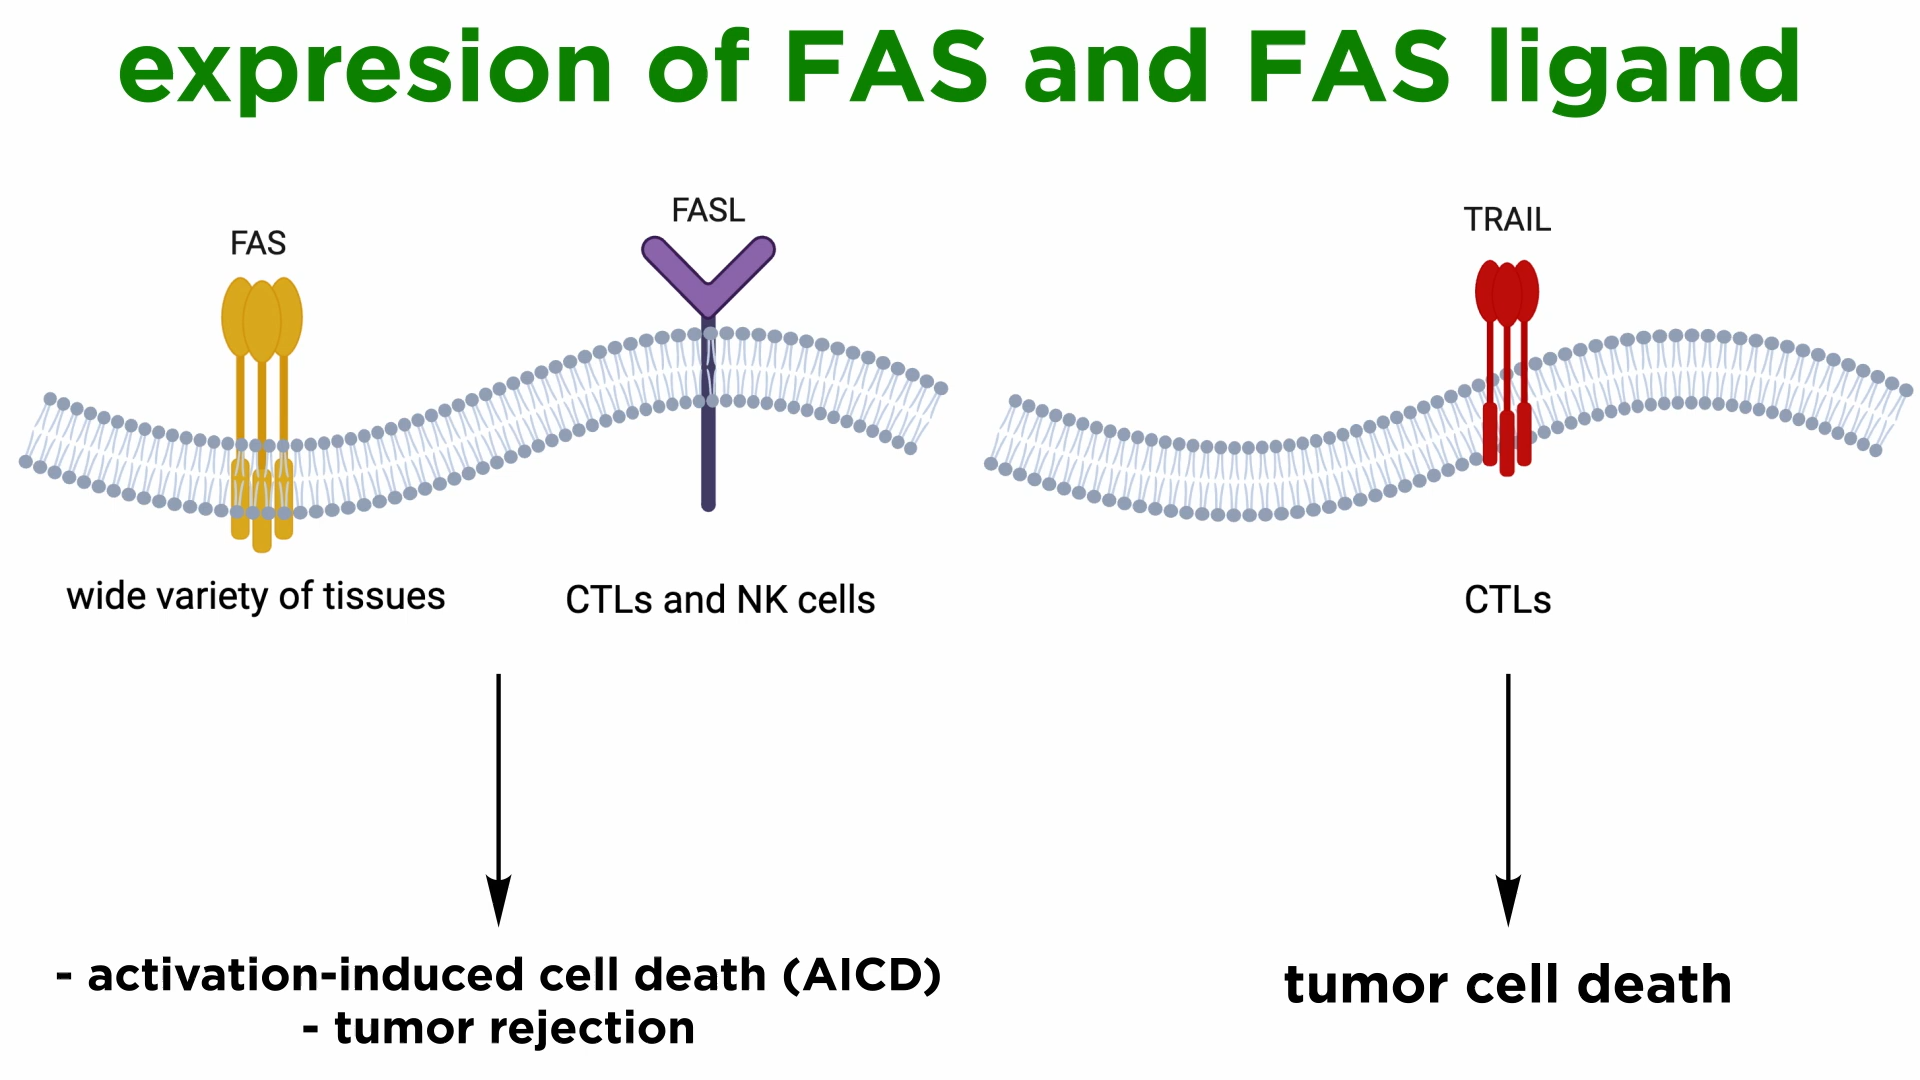 expresion of FAS and FAS ligand
FAS
FASL
TRAIL
wide variety of tissues
CTLs and NK cells
CTLs
- activation-induced cell death (AICD)
- tumor rejection
tumor cell death